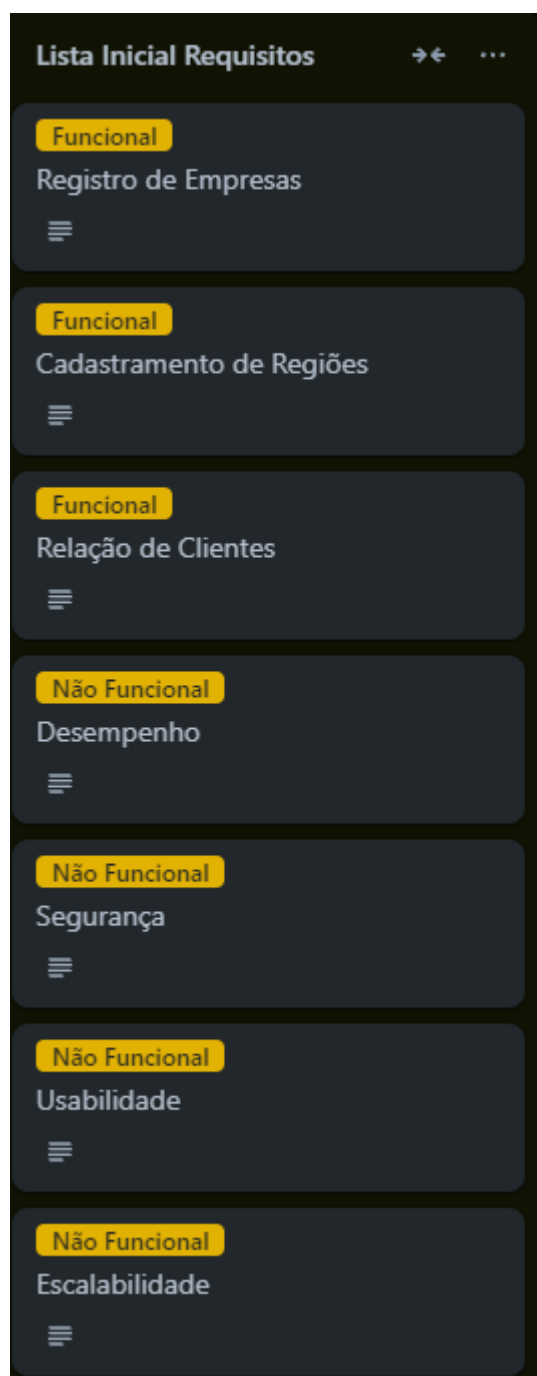 Lista Inicial Requisitos
Funcional
Registro de Empresas
Funcional
Cadastramento de Regiões
Funcional
Relação de Clientes
Não Funcional
Desempenho
Não Funcional
Segurança
Não Funcional
Usabilidade
Não Funcional
Escalabilidade